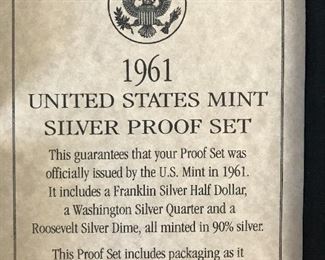 1961
UNITED STATES MINT
SILVER PROOF SET
This guarantees that your Proof Set was
officially issued by the U.S. Mint in 1961.
It includes a Franklin Silver Half Dollar,
a Washington Silver Quarter and a
Roosevelt Silver Dime, all minted in 90% silver.
This Proof Set includes packaging as it